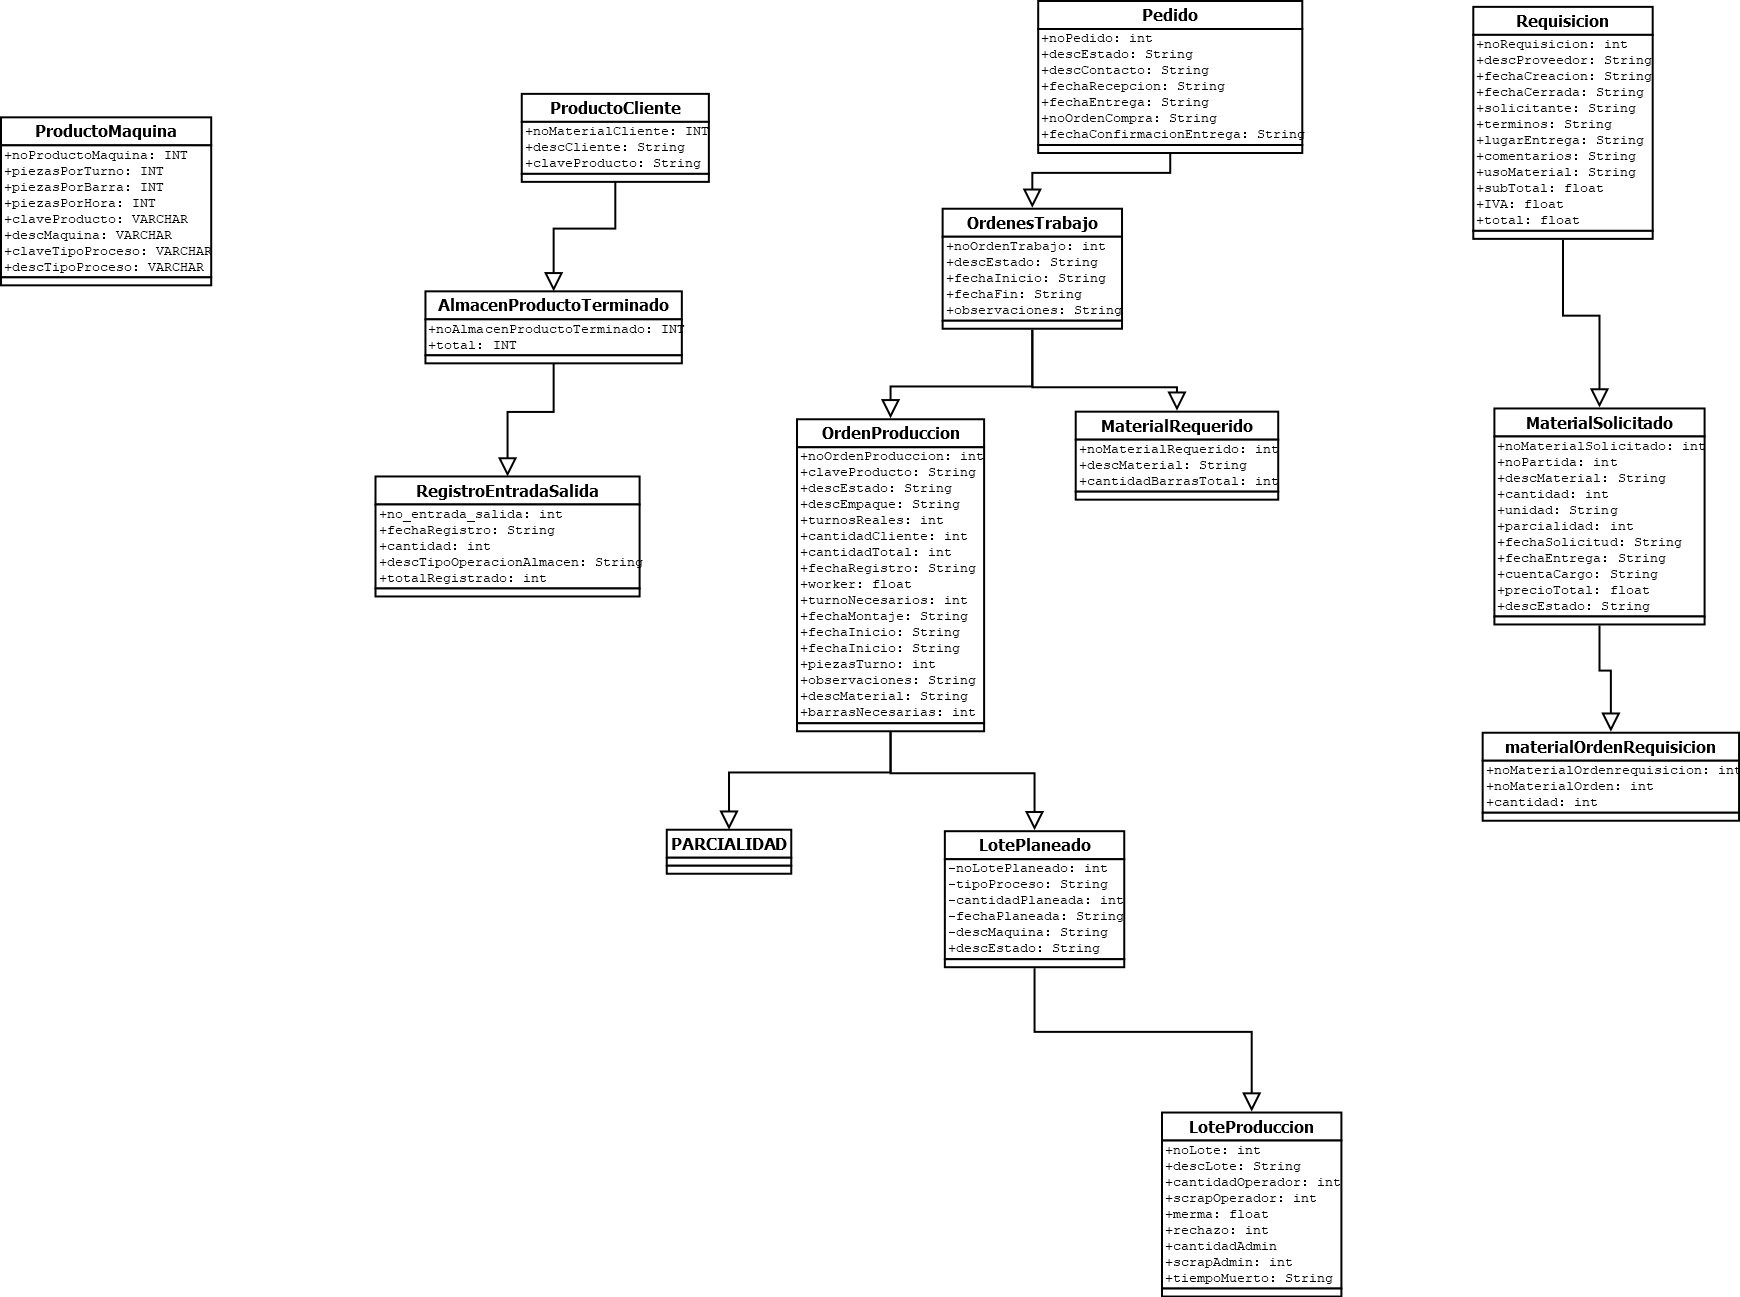 Pedido
+noPedido: int
+descEstado: String
+descContacto: String
+fechaRecepcion: String
+fechaEntrega: String
+noOrdenCompra: String
+fechaConfirmacionEntrega: String
Requisicion
+noRequisicion: int
+descProveedor: String
+fechaCreacion: String
+fechaCerrada: String
+solicitante: String
+terminos: String
+lugarEntrega: String
+comentarios: String
+usoMaterial: String
+subTotal: float
+IVA: float
+total: float
ProductoCliente
+noMaterialCliente: INT
+descCliente: String
+claveProducto: String
ProductoMaquina
+noProductoMaquina: INT
+piezasPorTurno: INT
+piezasPorBarra: INT
+piezasPorHora: INT
+claveProducto: VARCHAR
+descMaquina: VARCHAR
+claveTipoProceso: VARCHAR
+descTipoProceso: VARCHAR
OrdenesTrabajo
+noOrdenTrabajo: int
+descEstado: String
+fechaInicio: String
+fechaFin: String
+observaciones: String
AlmacenProductoTerminado
+noAlmacenProductoTerminado: INT
+total: INT
OrdenProduccion
+noOrdenProduccion: int
+claveProducto: String
+descEstado: String
+descEmpaque: String
+turnosReales: int
+cantidadCliente: int
+cantidadTotal: int
+fechaRegistro: String
+worker: float
+turnoNecesarios: int
+fechaMontaje: String
+fechaInicio: String
+fechaInicio: String
+piezasTurno: int
+observaciones: String
+descMaterial: String
+barrasNecesarias: int
MaterialRequerido
+noMaterialRequerido: int
+descMaterial: String
+cantidadBarrasTotal: int
MaterialSolicitado
+noMaterialSolicitado: int
+noPartida: int
+descMaterial: String
+cantidad: int
+unidad: String
+parcialidad: int
+fechaSolicitud: String
+fechaEntrega: String
+cuentaCargo: String
+precioTotal: float
+descEstado: String
RegistroEntradaSalida
+no_entrada_salida: int
+fechaRegistro: String
+cantidad: int
+descTipoOperacionAlmacen: String
+totalRegistrado: int
materialOrdenRequisicion
+noMaterialOrdenrequisicion: int
+noMaterialOrden: int
+cantidad: int
PARCIALIDAD
LotePlaneado
-noLotePlaneado: int
-tipoProceso: String
-cantidadPlaneada: int
-fechaPlaneada: String
-descMaquina: String
+descEstado: String
LoteProduccion
+noLote: int
+descLote: String
+cantidadOperador: int
+scrapOperador: int
+merma: float
+rechazo: int
+cantidadAdmin
+scrapAdmin: int
+tiempoMuerto: String